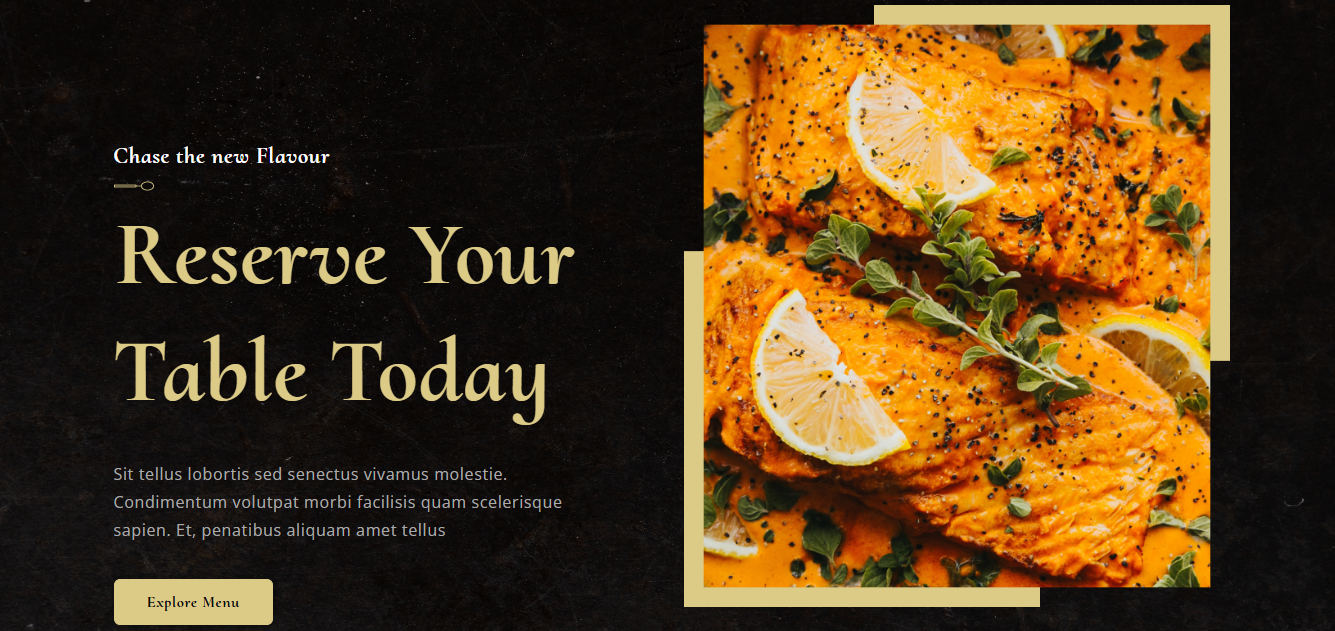 Chase the new Flavour
Reserve Your
Table Today
Sit tellus lobortis sed senectus vivamus molestie.
Condimentum volutpat morbi facilisis quam scelerisque
sapien. Et, penatibus aliquam amet tellus
Explore Menu